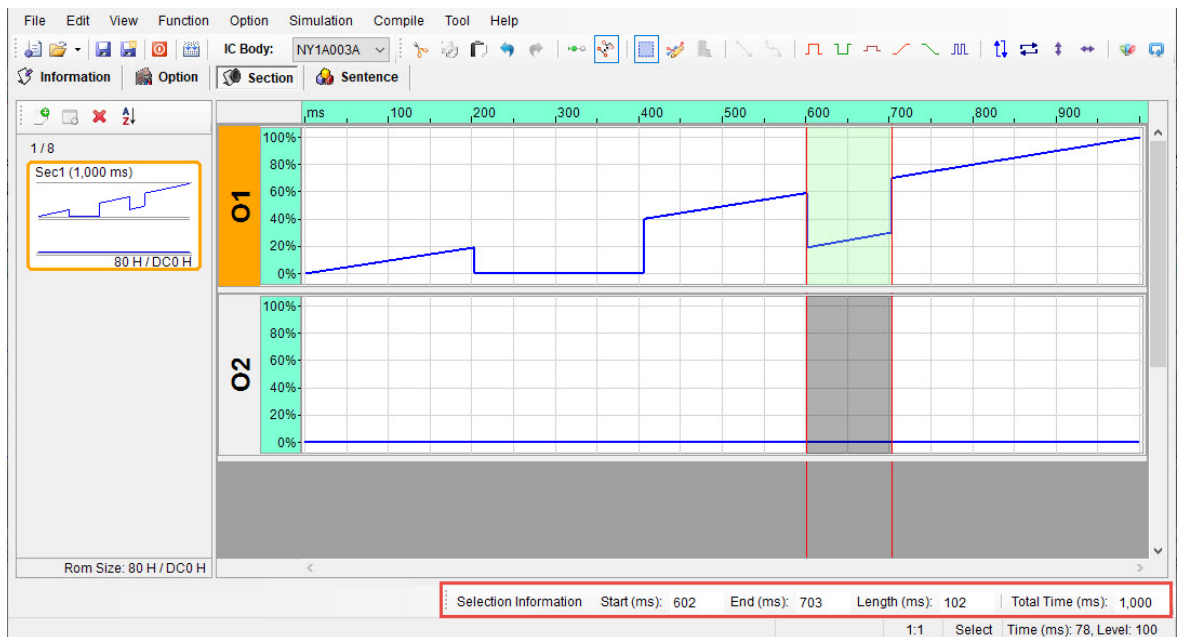 File Edit View Function Option Simulation Compile Tool Help
IC Body: NY1A003A
Information Option Section Sentence
1 / 8
Sec1 (1,000 ms)
80 H / DC0 H
Rom Size: 80 H / DC0 H
ms 100 200 300 400 500 600 700 800 900
O1
100%
80%
60%
40%
20%
0%
O2
100%
80%
60%
40%
20%
0%
Selection Information Start (ms): 602 End (ms): 703 Length (ms): 102 Total Time (ms): 1,000
1:1 Select Time (ms): 78, Level: 100